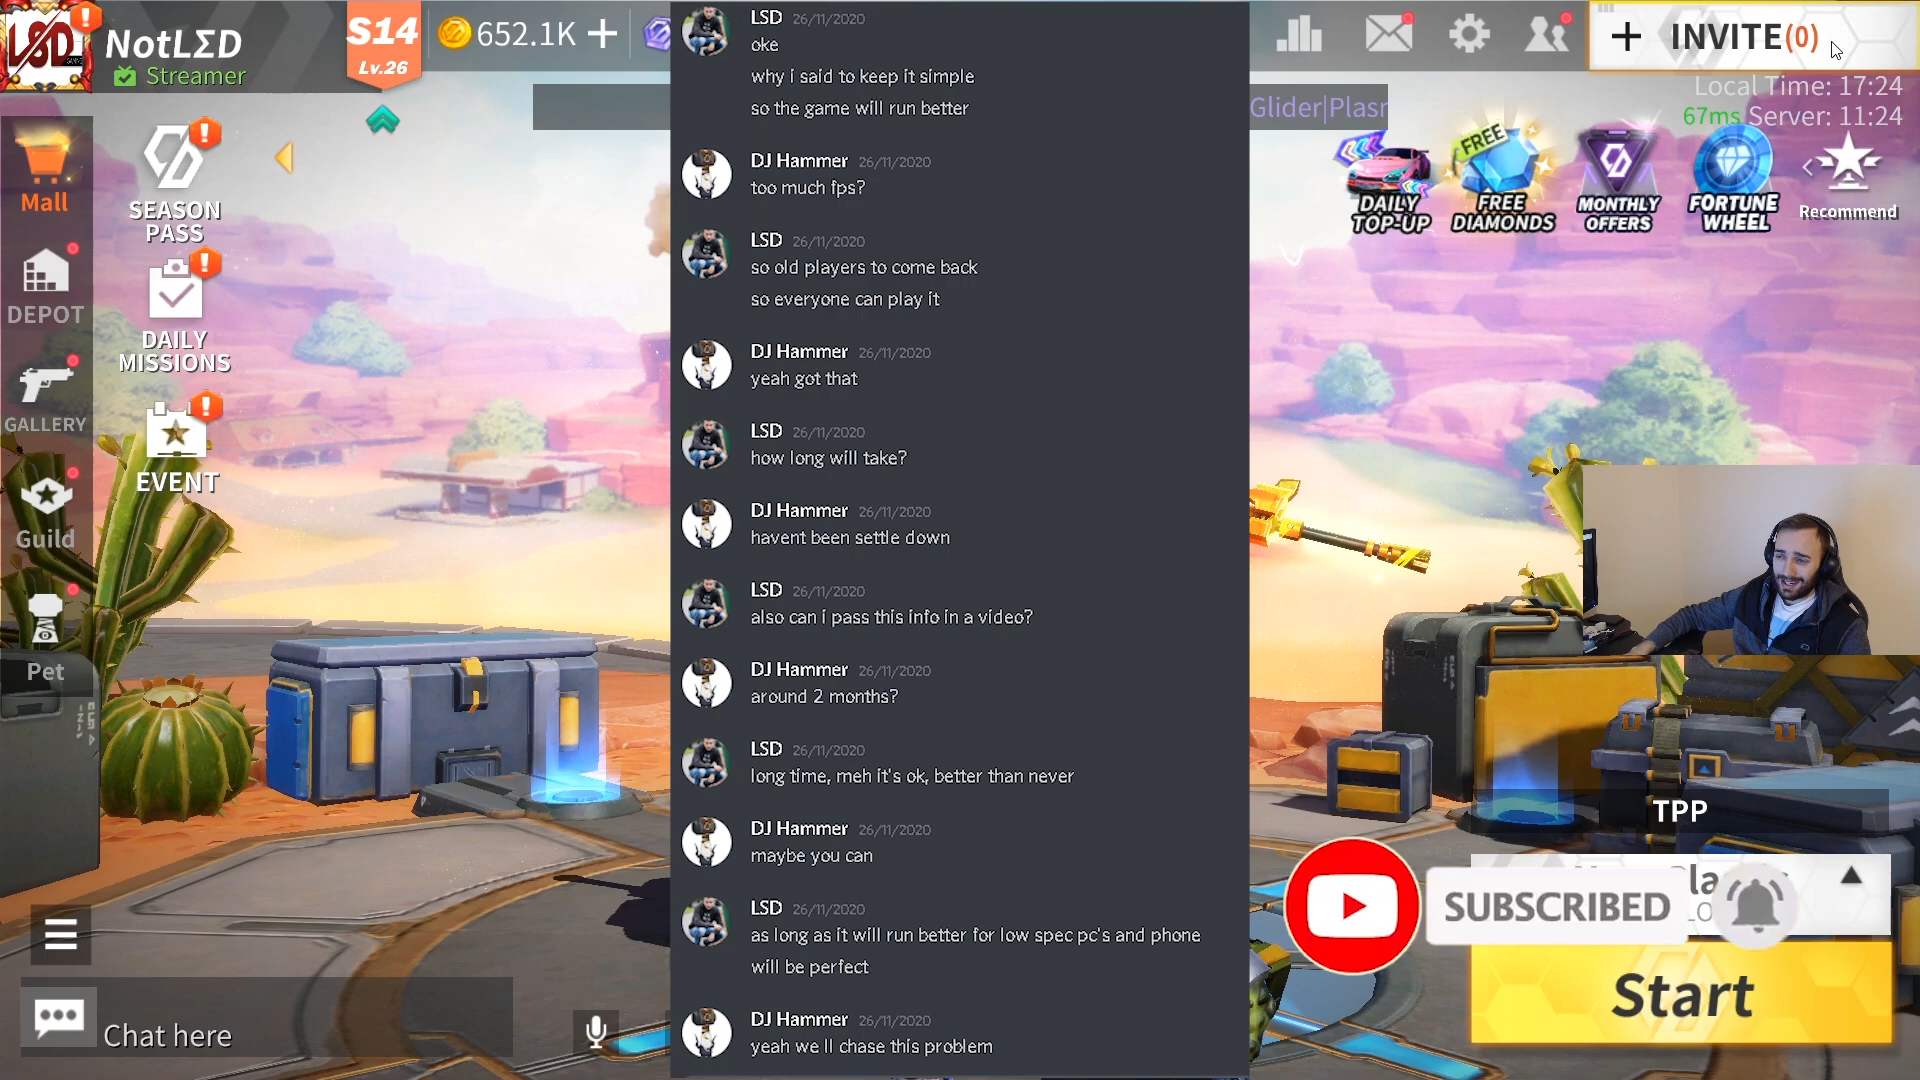 NotLΣD
Streamer
S14
Lv.26
652.1K
INVITE(0)
Local Time: 17:24
67ms Server: 11:24
Glider|Plasr
Mall
DEPOT
GALLERY
Guild
Pet
SEASON
PASS
DAILY
MISSIONS
EVENT
DAILY
TOP-UP
FREE
FREE
DIAMONDS
MONTHLY
OFFERS
FORTUNE
WHEEL
Recommend
LSD 26/11/2020
oke
why i said to keep it simple
so the game will run better
DJ Hammer 26/11/2020
too much fps?
LSD 26/11/2020
so old players to come back
so everyone can play it
DJ Hammer 26/11/2020
yeah got that
LSD 26/11/2020
how long will take?
DJ Hammer 26/11/2020
havent been settle down
LSD 26/11/2020
also can i pass this info in a video?
DJ Hammer 26/11/2020
around 2 months?
LSD 26/11/2020
long time, meh it's ok, better than never
DJ Hammer 26/11/2020
maybe you can
LSD 26/11/2020
as long as it will run better for low spec pc's and phone
will be perfect
DJ Hammer 26/11/2020
yeah we ll chase this problem
TPP
SUBSCRIBED
Start
Chat here